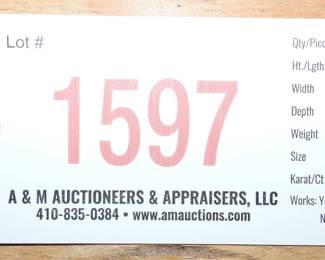 Lot #
1597
A & M AUCTIONEERS & APPRAISERS, LLC
410-835-0384 • www.amauctions.com
Qty/Piec
Ht./Lgth.
Width
Depth
Weight
Size
Karat/Ct
Works: Y
N